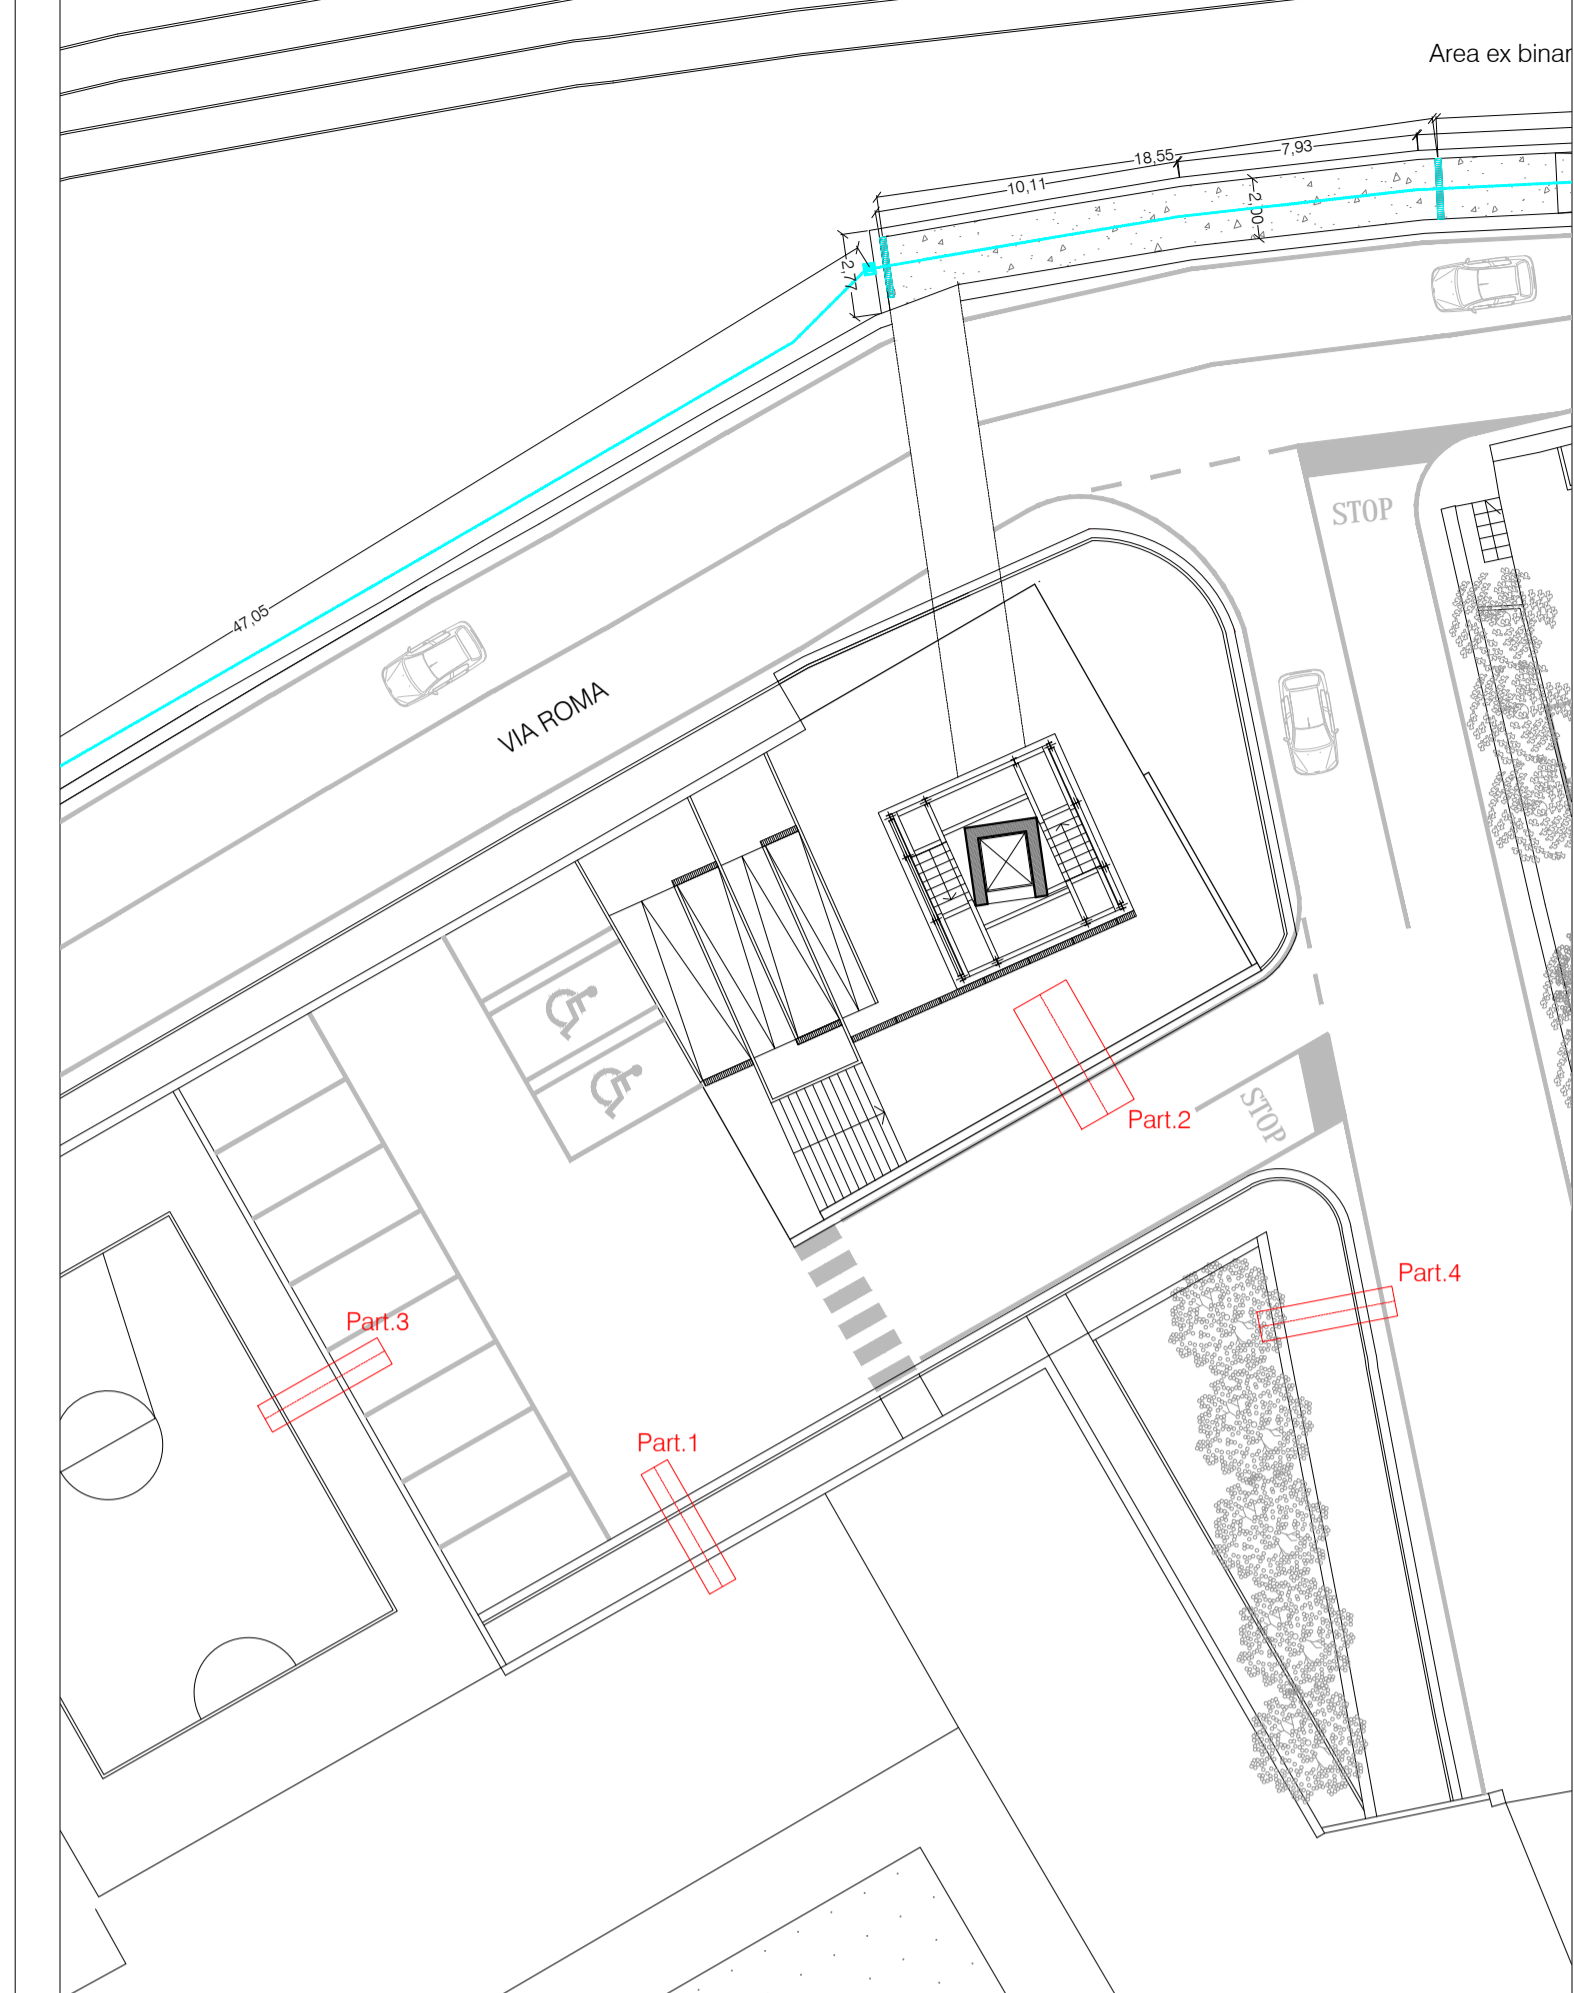 Area ex binar
18,55
7,93
10,11
2,00
2,77
STOP
47,05
VIA ROMA
STOP
Part.2
Part.4
Part.3
Part.1